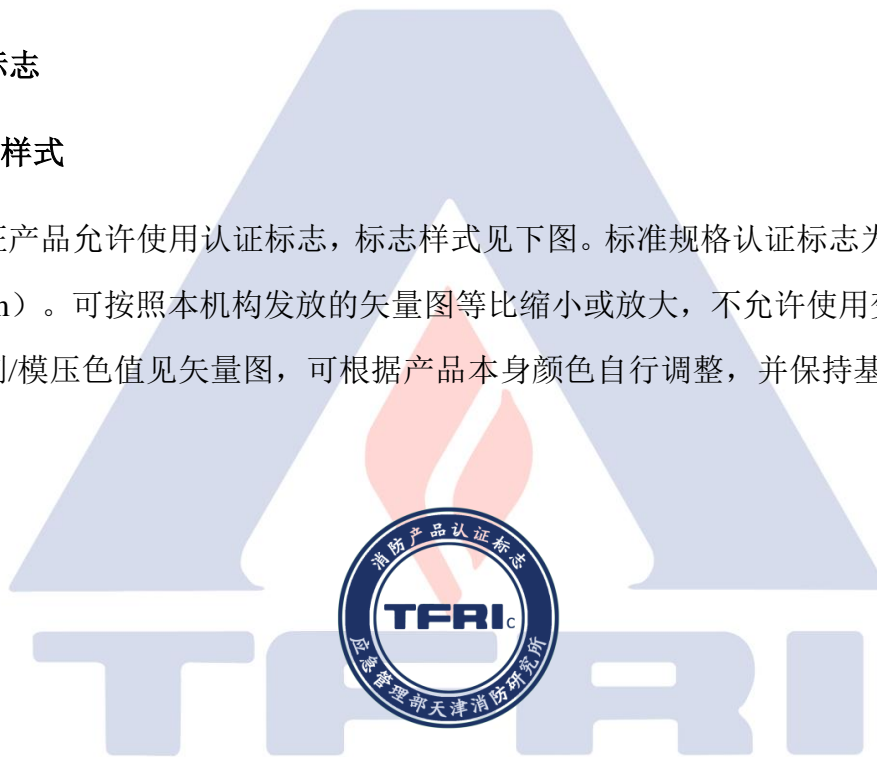 标志
样式
证产品允许使用认证标志，标志样式见下图。标准规格认证标志为
）。可按照本机构发放的矢量图等比缩小或放大，不允许使用变
/模压色值见矢量图，可根据产品本身颜色自行调整，并保持基
消防产品认证标志
TFRI c
应急管理部天津消防研究所
TFRI